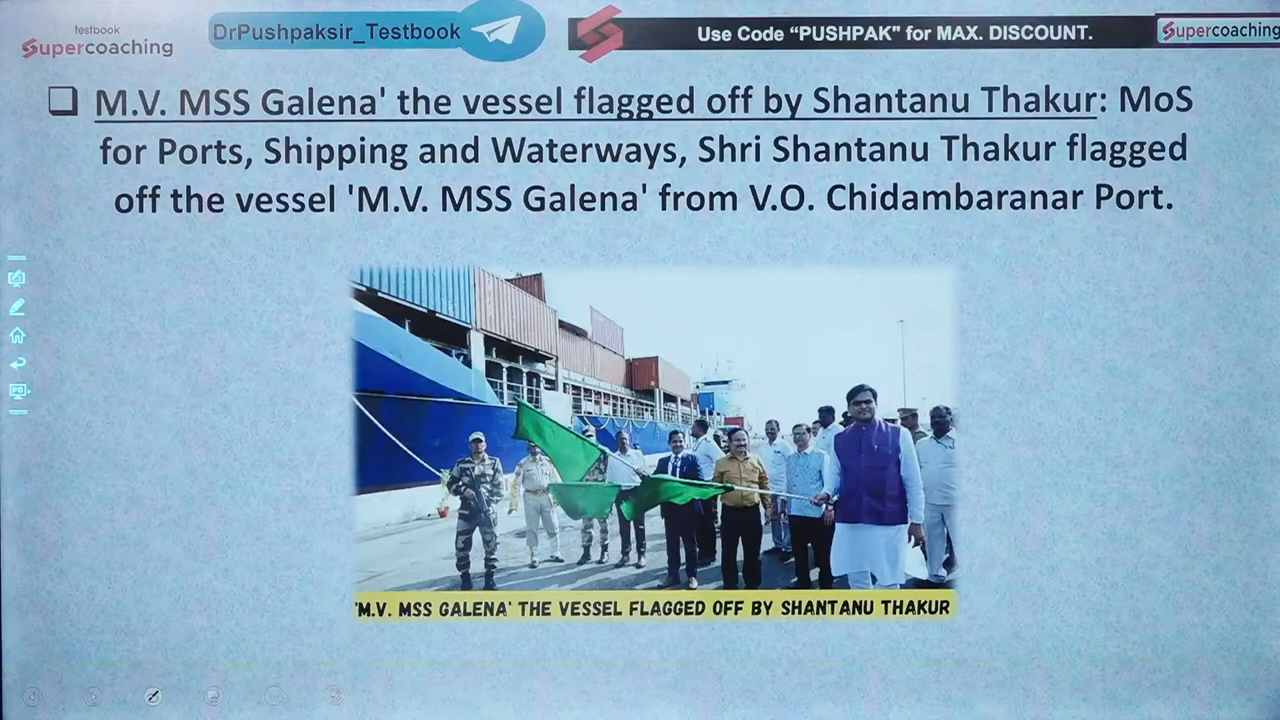 testbook
Supercoaching
DrPushpaksir_Testbook
Use Code “PUSHPAK" for MAX. DISCOUNT.
Supercoaching
M.V. MSS Galena' the vessel flagged off by Shantanu Thakur: MoS
for Ports, Shipping and Waterways, Shri Shantanu Thakur flagged
off the vessel 'M.V. MSS Galena' from V.O. Chidambaranar Port.
PG
'M.V. MSS GALENA' THE VESSEL FLAGGED OFF BY SHANTANU THAKUR